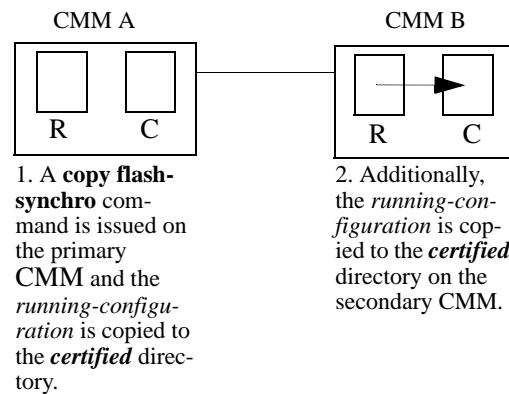 CMM A
CMM B
R
C
R
C
1. A copy flash-
synchro com-
mand is issued on
the primary
CMM and the
running-configu-
ration is copied to
the certified direc-
tory.
2. Additionally,
the running-con-
figuration is cop-
ied to the certified
directory on the
secondary CMM.